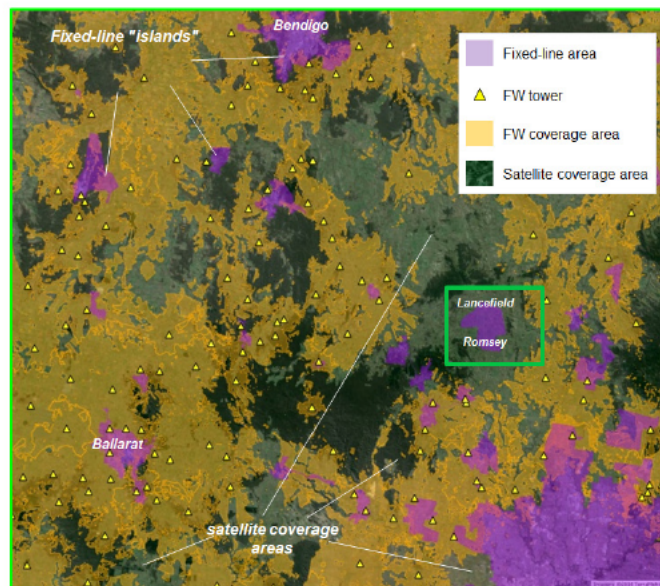 Fixed-line "islands"
Bendigo
Fixed-line area
FW tower
FW coverage area
Satellite coverage area
Lancefield
Romsey
Ballarat
satellite coverage
areas